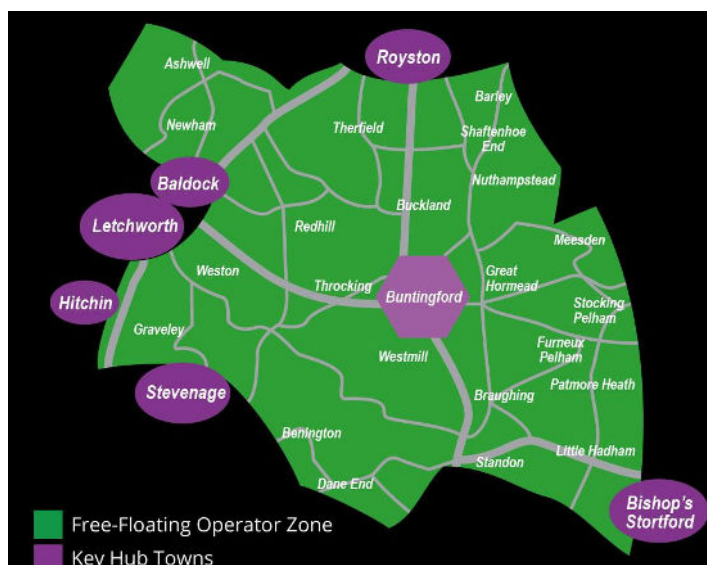 Royston
Ashwell
Barley
Newham
Therfield
Shaftenhoe
End
Baldock
Nuthampstead
Letchworth
Buckland
Redhill
Meesden
Weston
Throcking
Buntingford
Great
Hormead
Hitchin
Stocking
Pelham
Graveley
Furneux
Pelham
Westmill
Stevenage
Braughing
Patmore Heath
Benington
Little Hadham
Standon
Dane End
Bishop's
Stortford
Free-Floating Operator Zone
Key Hub Towns